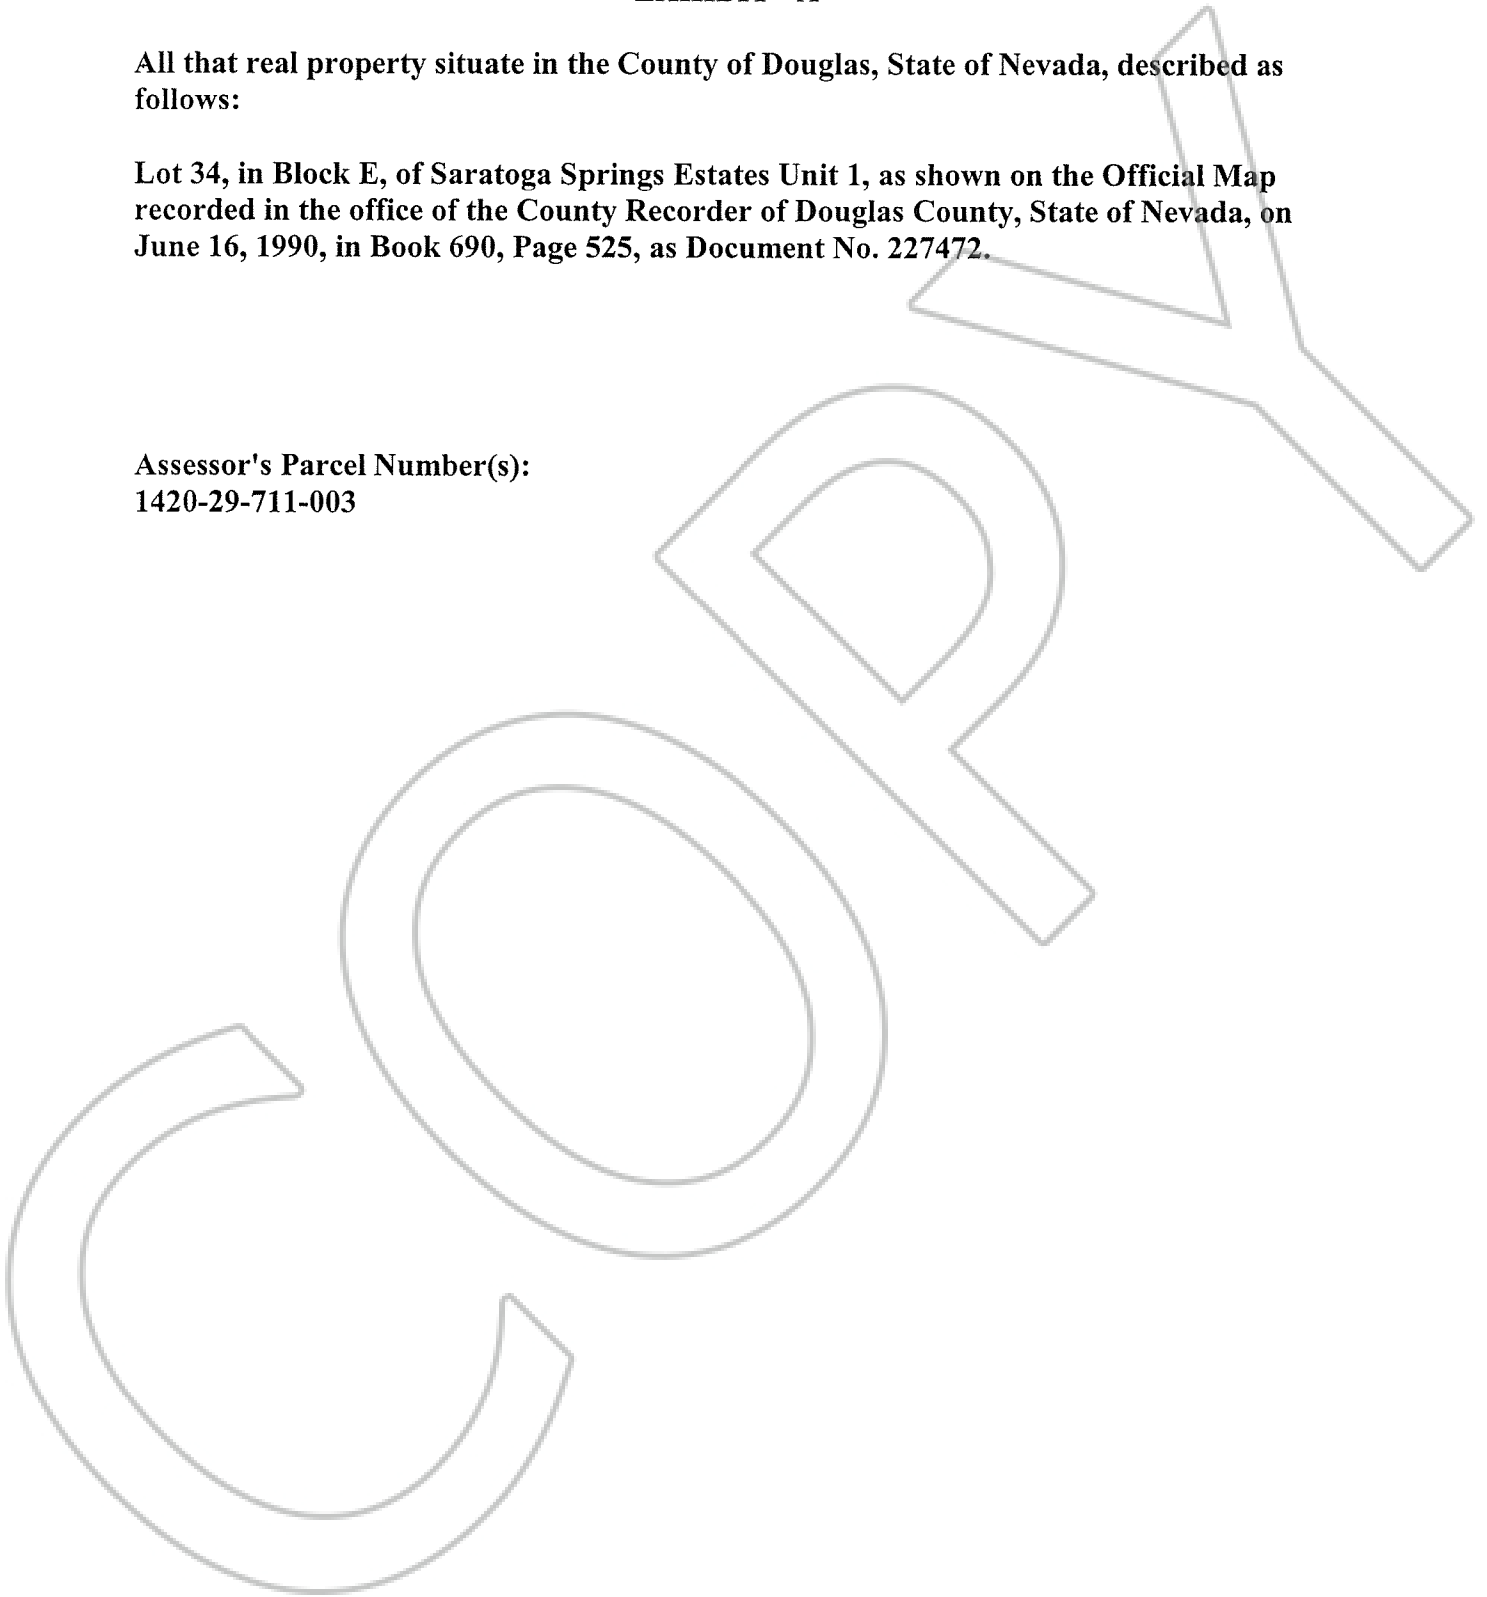 All that real property situate in the County of Douglas, State of Nevada, described as
follows:
Lot 34, in Block E, of Saratoga Springs Estates Unit 1, as shown on the Official Map
recorded in the office of the County Recorder of Douglas County, State of Nevada, on
June 16, 1990, in Book 690, Page 525, as Document No. 227472.
Assessor's Parcel Number(s):
1420-29-711-003
COPY